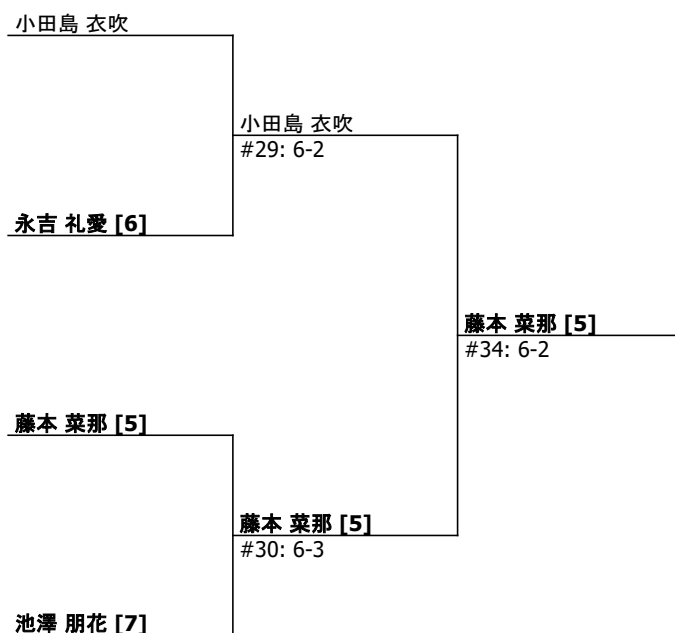 小田島 衣吹
小田島 衣吹
#29: 6-2
永吉 礼愛 [6]
藤本 菜那 [5]
#34: 6-2
藤本 菜那 [5]
藤本 菜那 [5]
#30: 6-3
池澤 朋花 [7]